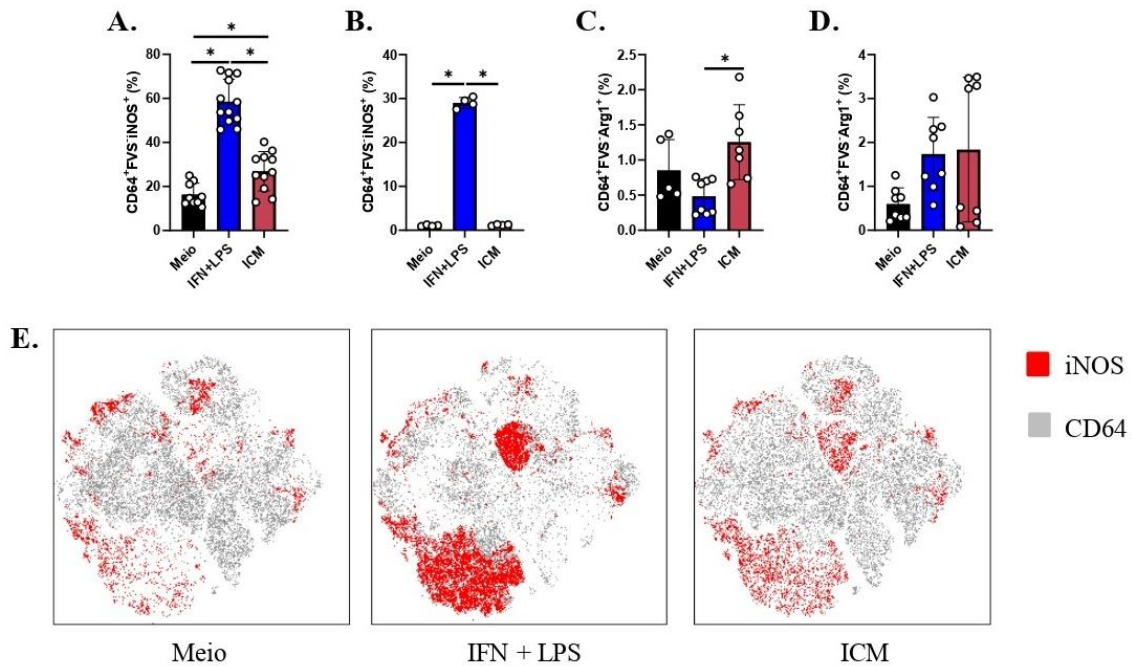 A.
CD64+FVS-iNOS+ (%)
80
60
40
20
0
*
*
*
Meio
IFN+LPS
ICM
B.
CD64+FVS-iNOS+ (%)
40
30
20
10
0
*
*
Meio
IFN+LPS
ICM
C.
CD64+FVS-Arg1+ (%)
2.5
2.0
1.5
1.0
0.5
0.0
*
Meio
IFN+LPS
ICM
D.
CD64+FVS-Arg1+ (%)
4
3
2
1
0
Meio
IFN+LPS
ICM
E.
iNOS
CD64
Meio
IFN + LPS
ICM